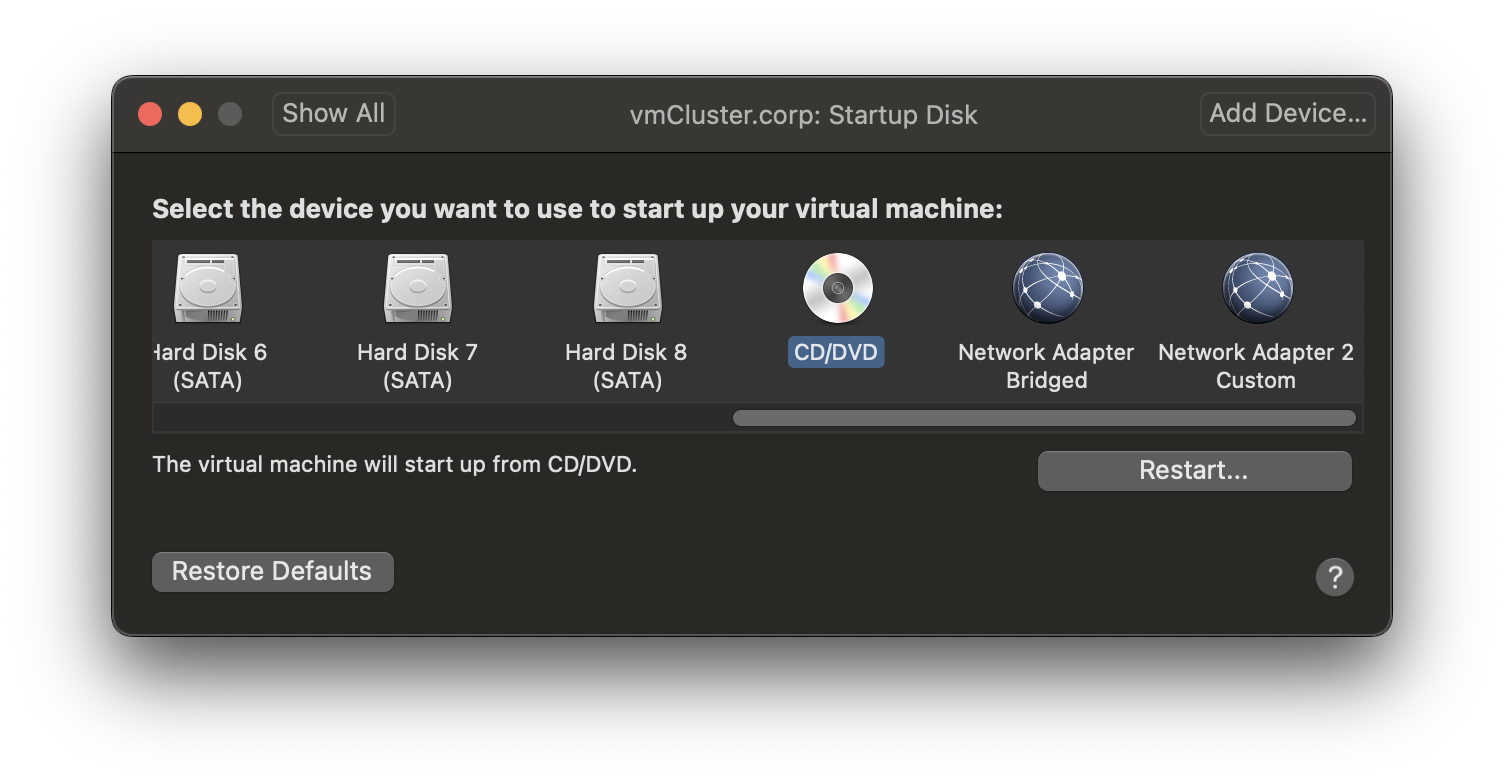 Show All
vmCluster.corp: Startup Disk
Add Device...
Select the device you want to use to start up your virtual machine:
Hard Disk 6
(SATA)
Hard Disk 7
(SATA)
Hard Disk 8
(SATA)
CD/DVD
Network Adapter
Bridged
Network Adapter 2
Custom
The virtual machine will start up from CD/DVD.
Restart...
Restore Defaults
?